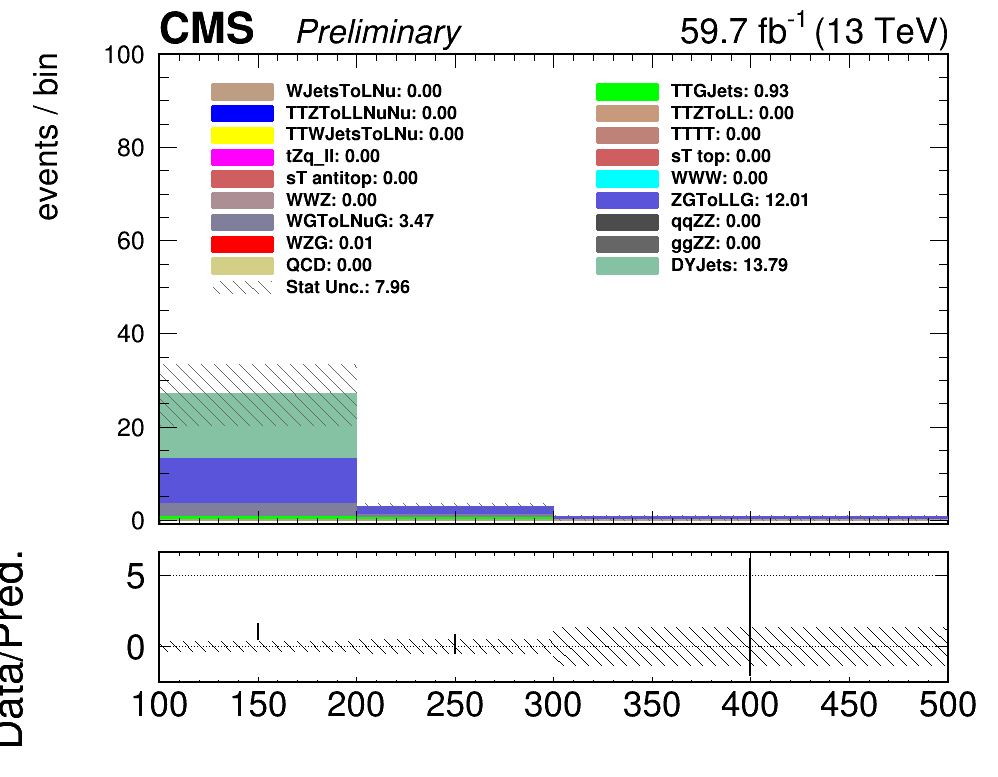 CMS Preliminary 59.7 fb-1 (13 TeV)
events / bin
100
80
60
40
20
0
WJetsToLNu: 0.00
TTZToLLNuNu: 0.00
TTWJetsToLNu: 0.00
tZq_ll: 0.00
sT antitop: 0.00
WWZ: 0.00
WGToLNuG: 3.47
WZG: 0.01
QCD: 0.00
Stat Unc.: 7.96
TTGJets: 0.93
TTZToLL: 0.00
TTTT: 0.00
sT top: 0.00
WWW: 0.00
ZGToLLG: 12.01
qqZZ: 0.00
ggZZ: 0.00
DYJets: 13.79
Data/Pred.
5
0
100 150 200 250 300 350 400 450 500